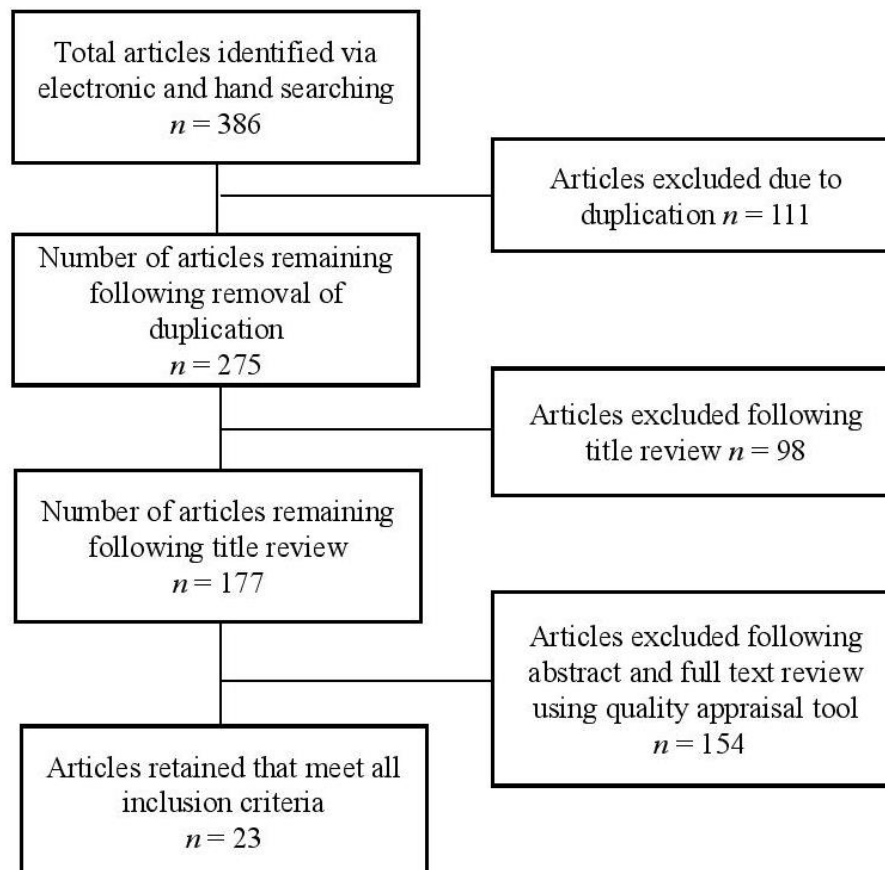 Total articles identified via
electronic and hand searching
n = 386
Articles excluded due to
duplication n = 111
Number of articles remaining
following removal of
duplication
n = 275
Articles excluded following
title review n = 98
Number of articles remaining
following title review
n = 177
Articles excluded following
abstract and full text review
using quality appraisal tool
n = 154
Articles retained that meet all
inclusion criteria
n = 23